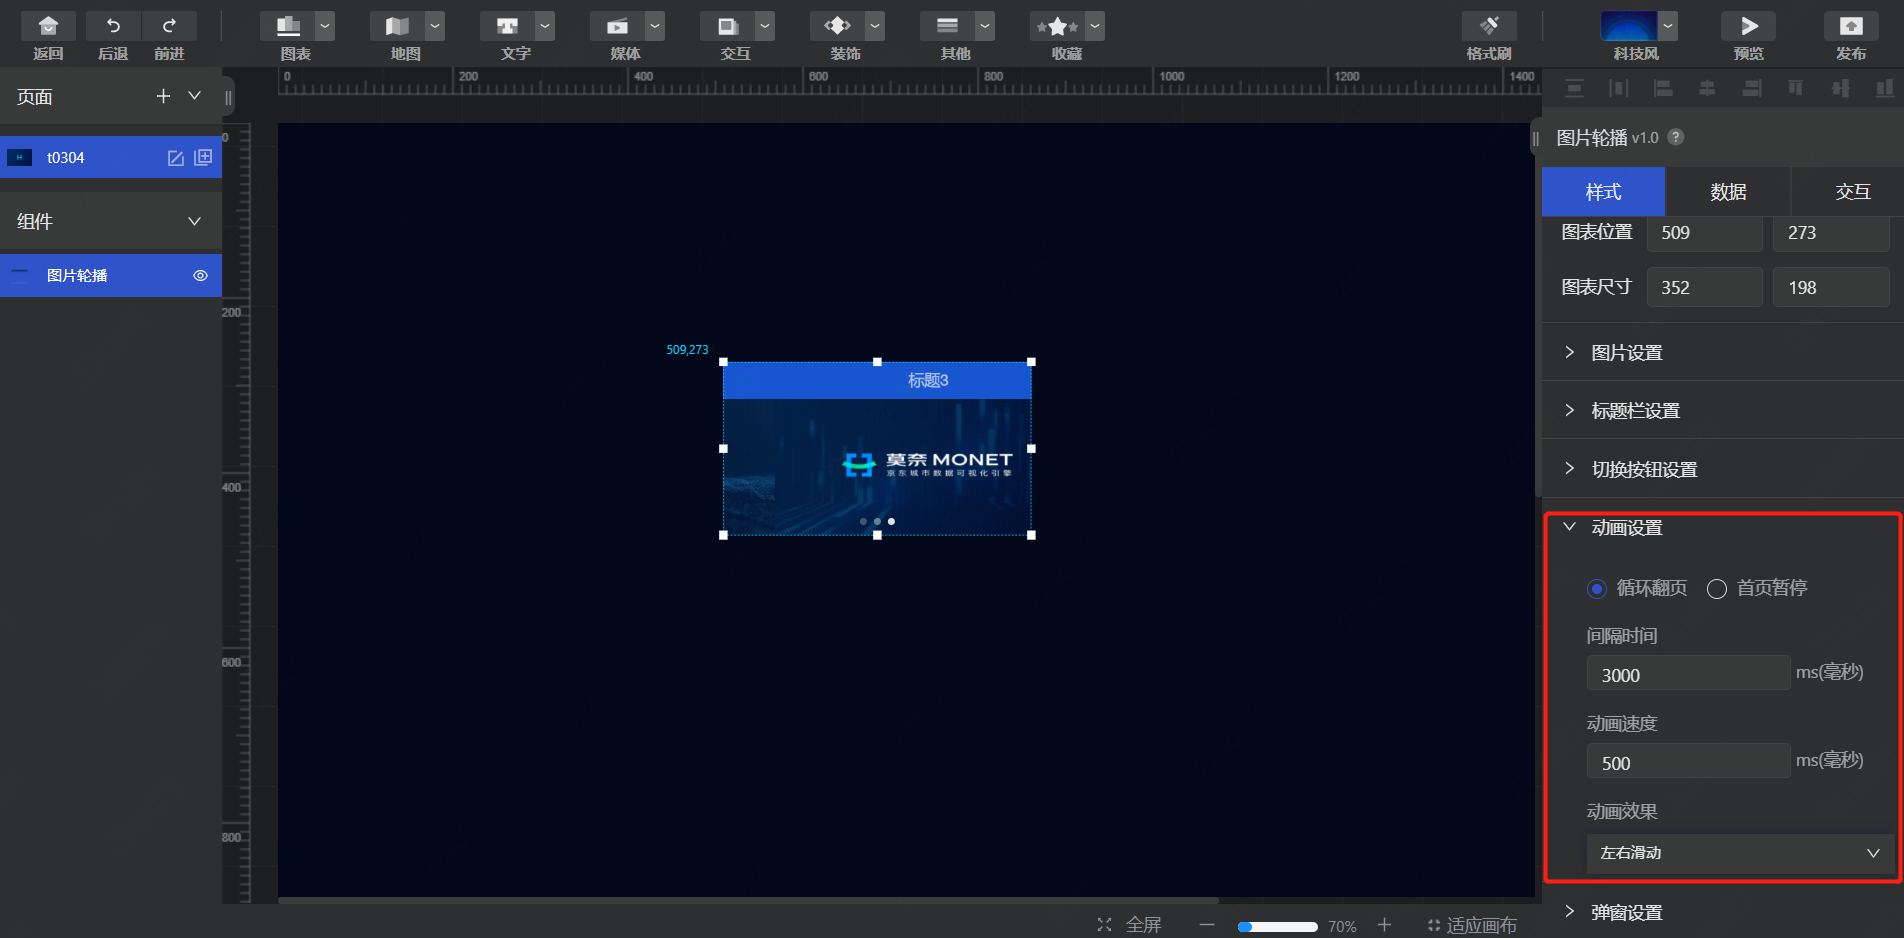 返回 后退 前进 图表 地图 文字 媒体 交互 装饰 其他 收藏 格式刷 科技风 预览 发布
0 200 400 600 800 1000 1200 1400
页面
t0304
组件
图片轮播
0
200
400
600
800
509,273
标题3
莫奈 MONET
京东城市数据可视化引擎
全屏 70% 适应画布
图片轮播 v1.0 ?
样式 数据 交互
图表位置 509 273
图表尺寸 352 198
图片设置
标题栏设置
切换按钮设置
动画设置
循环翻页 首页暂停
间隔时间
3000 ms(毫秒)
动画速度
500 ms(毫秒)
动画效果
左右滑动
弹窗设置